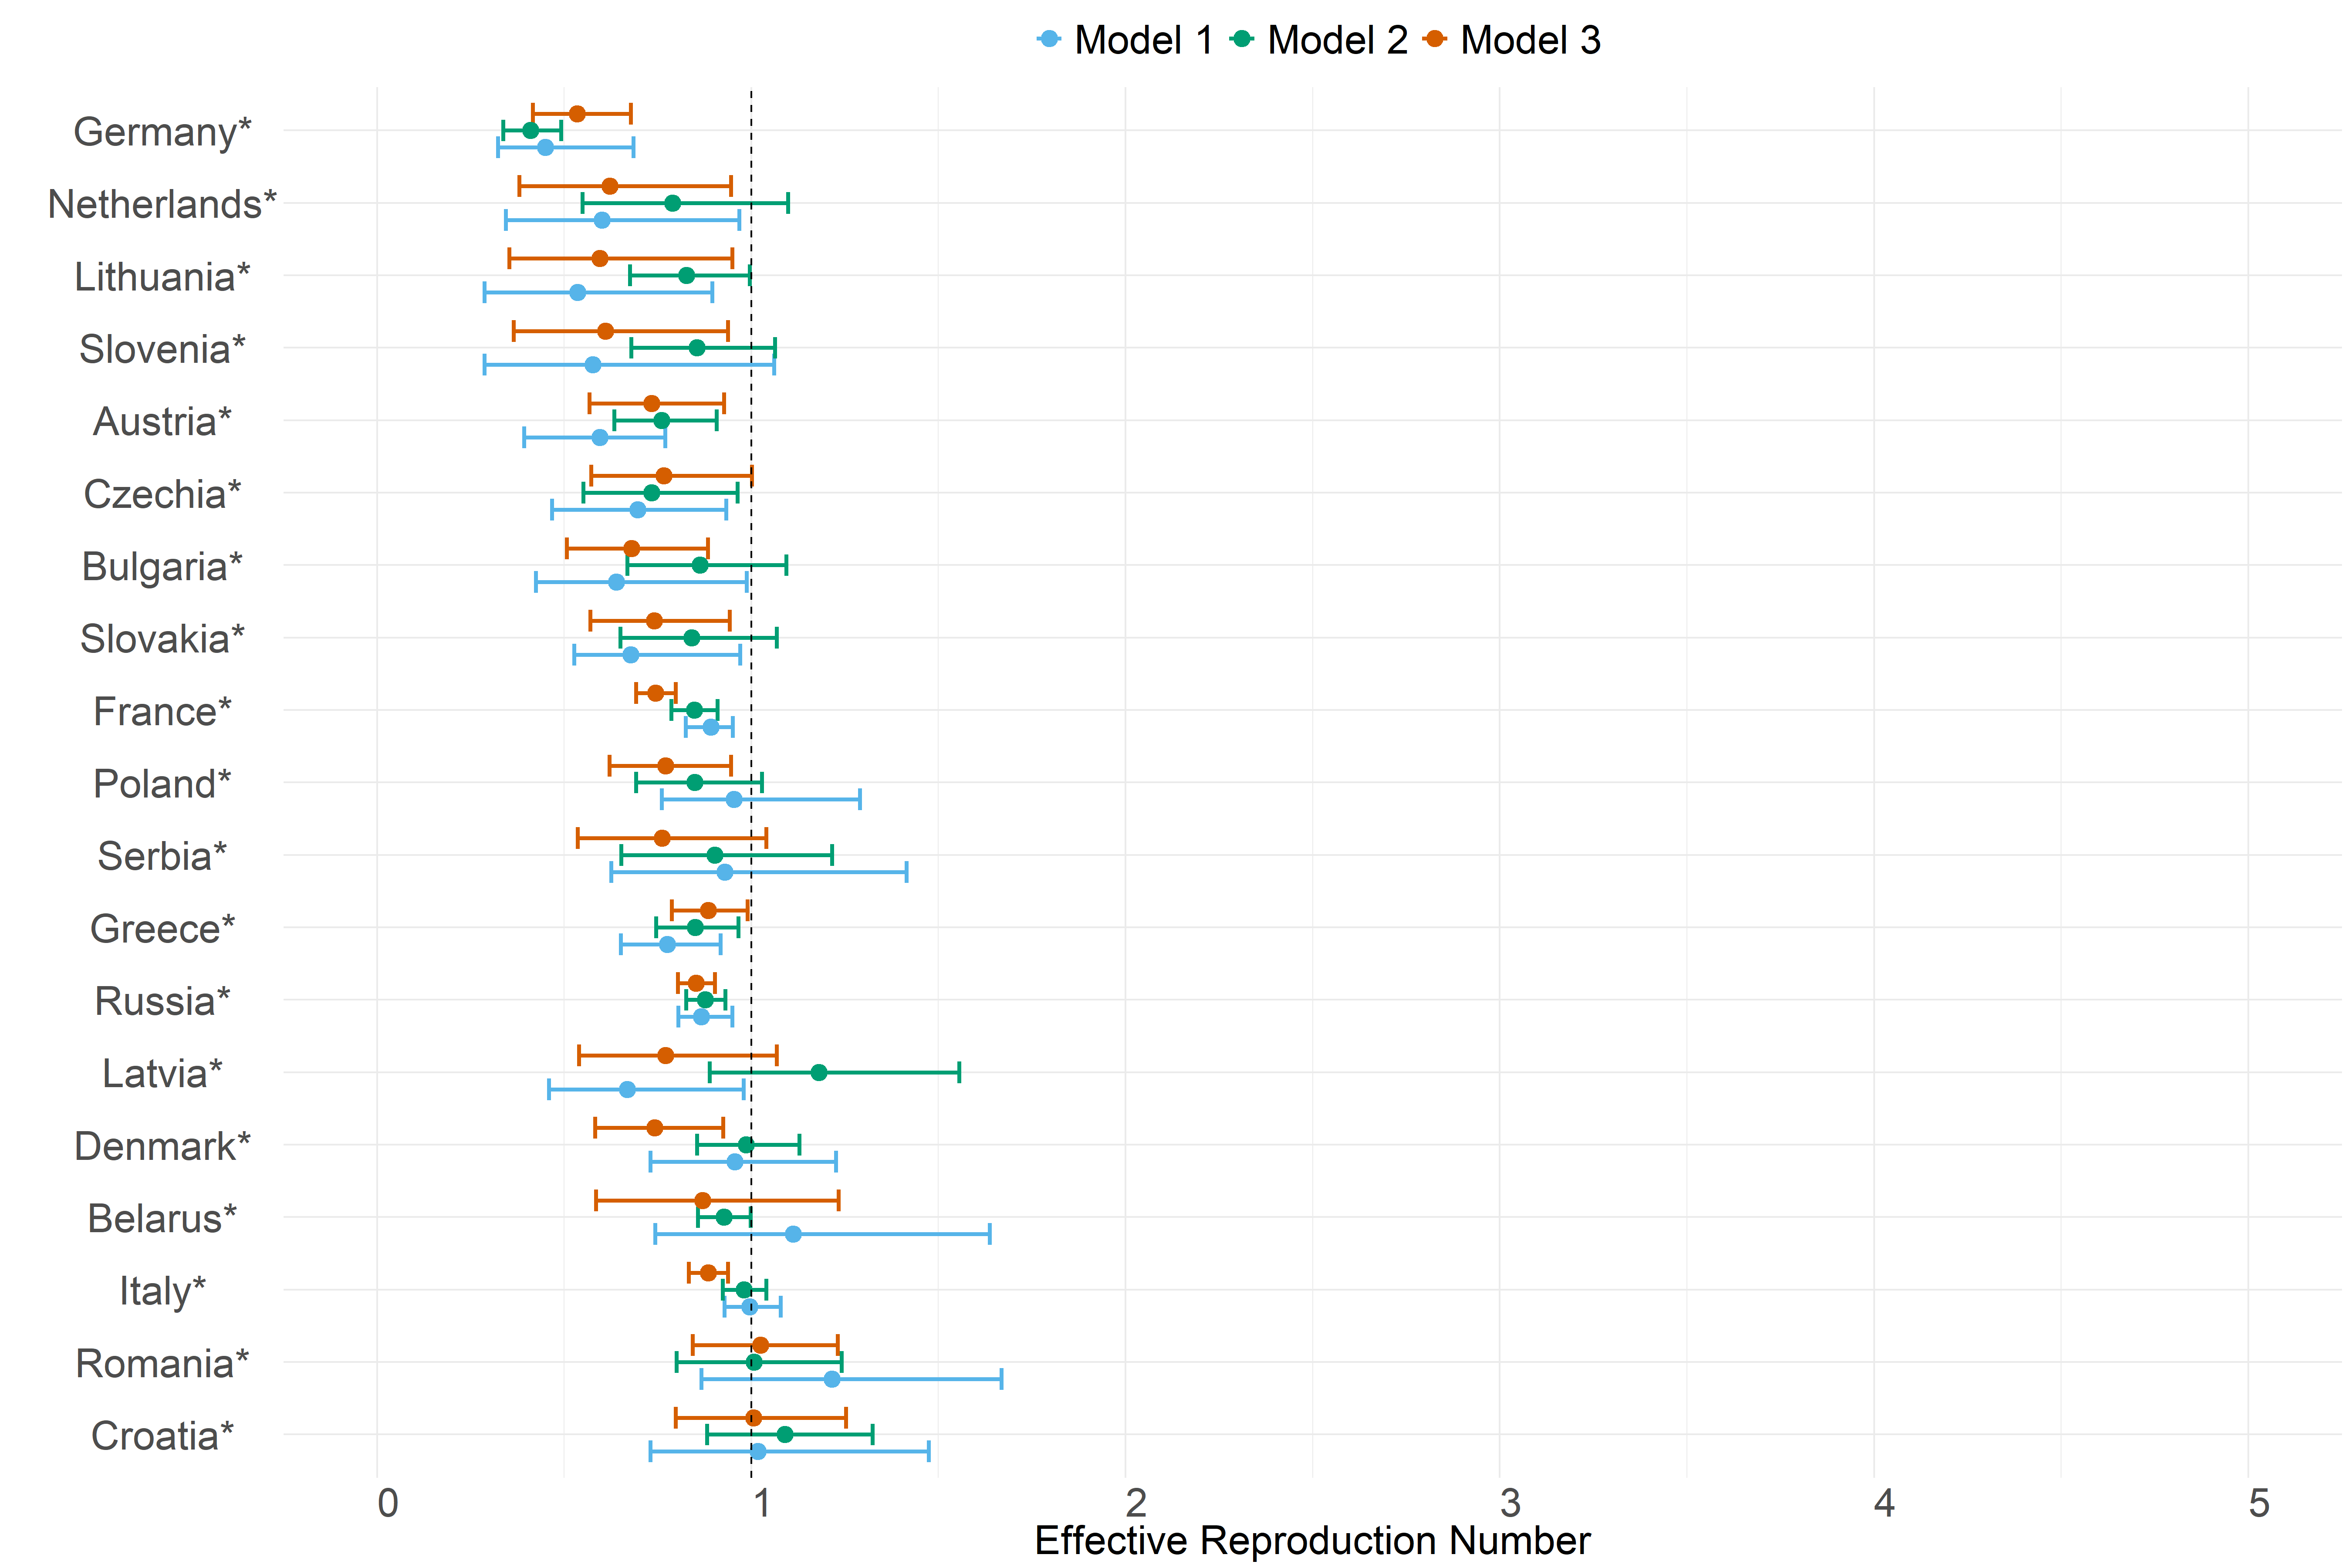 Model 1 Model 2 Model 3
Germany*
Netherlands*
Lithuania*
Slovenia*
Austria*
Czechia*
Bulgaria*
Slovakia*
France*
Poland*
Serbia*
Greece*
Russia*
Latvia*
Denmark*
Belarus*
Italy*
Romania*
Croatia*
0 1 2 3 4 5
Effective Reproduction Number